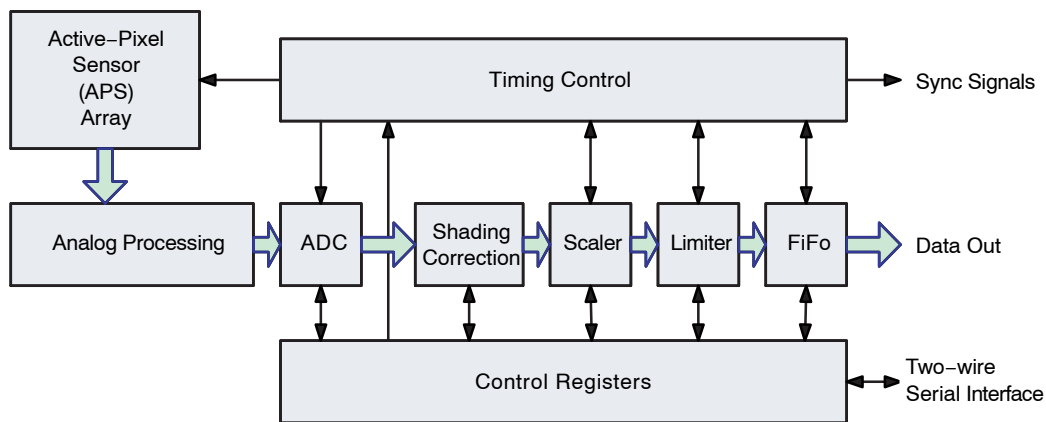 Active−Pixel
Sensor
(APS)
Array
Timing Control
Sync Signals
Analog Processing
ADC
Shading
Correction
Scaler
Limiter
FiFo
Data Out
Control Registers
Two−wire
Serial Interface